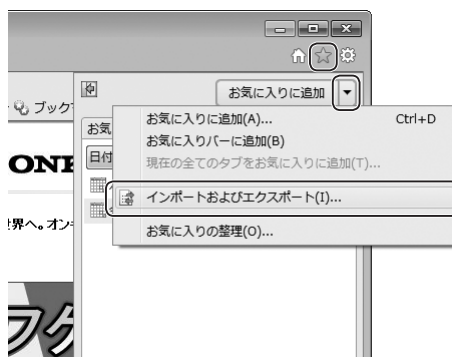 ブック
お気に入りに追加
お気
お気に入りに追加(A)... Ctrl+D
お気に入りバーに追加(B)
現在の全てのタブをお気に入りに追加(T)...
日付
ONE
インポートおよびエクスポート(I)...
世界へ。オン
お気に入りの整理(O)...
フク